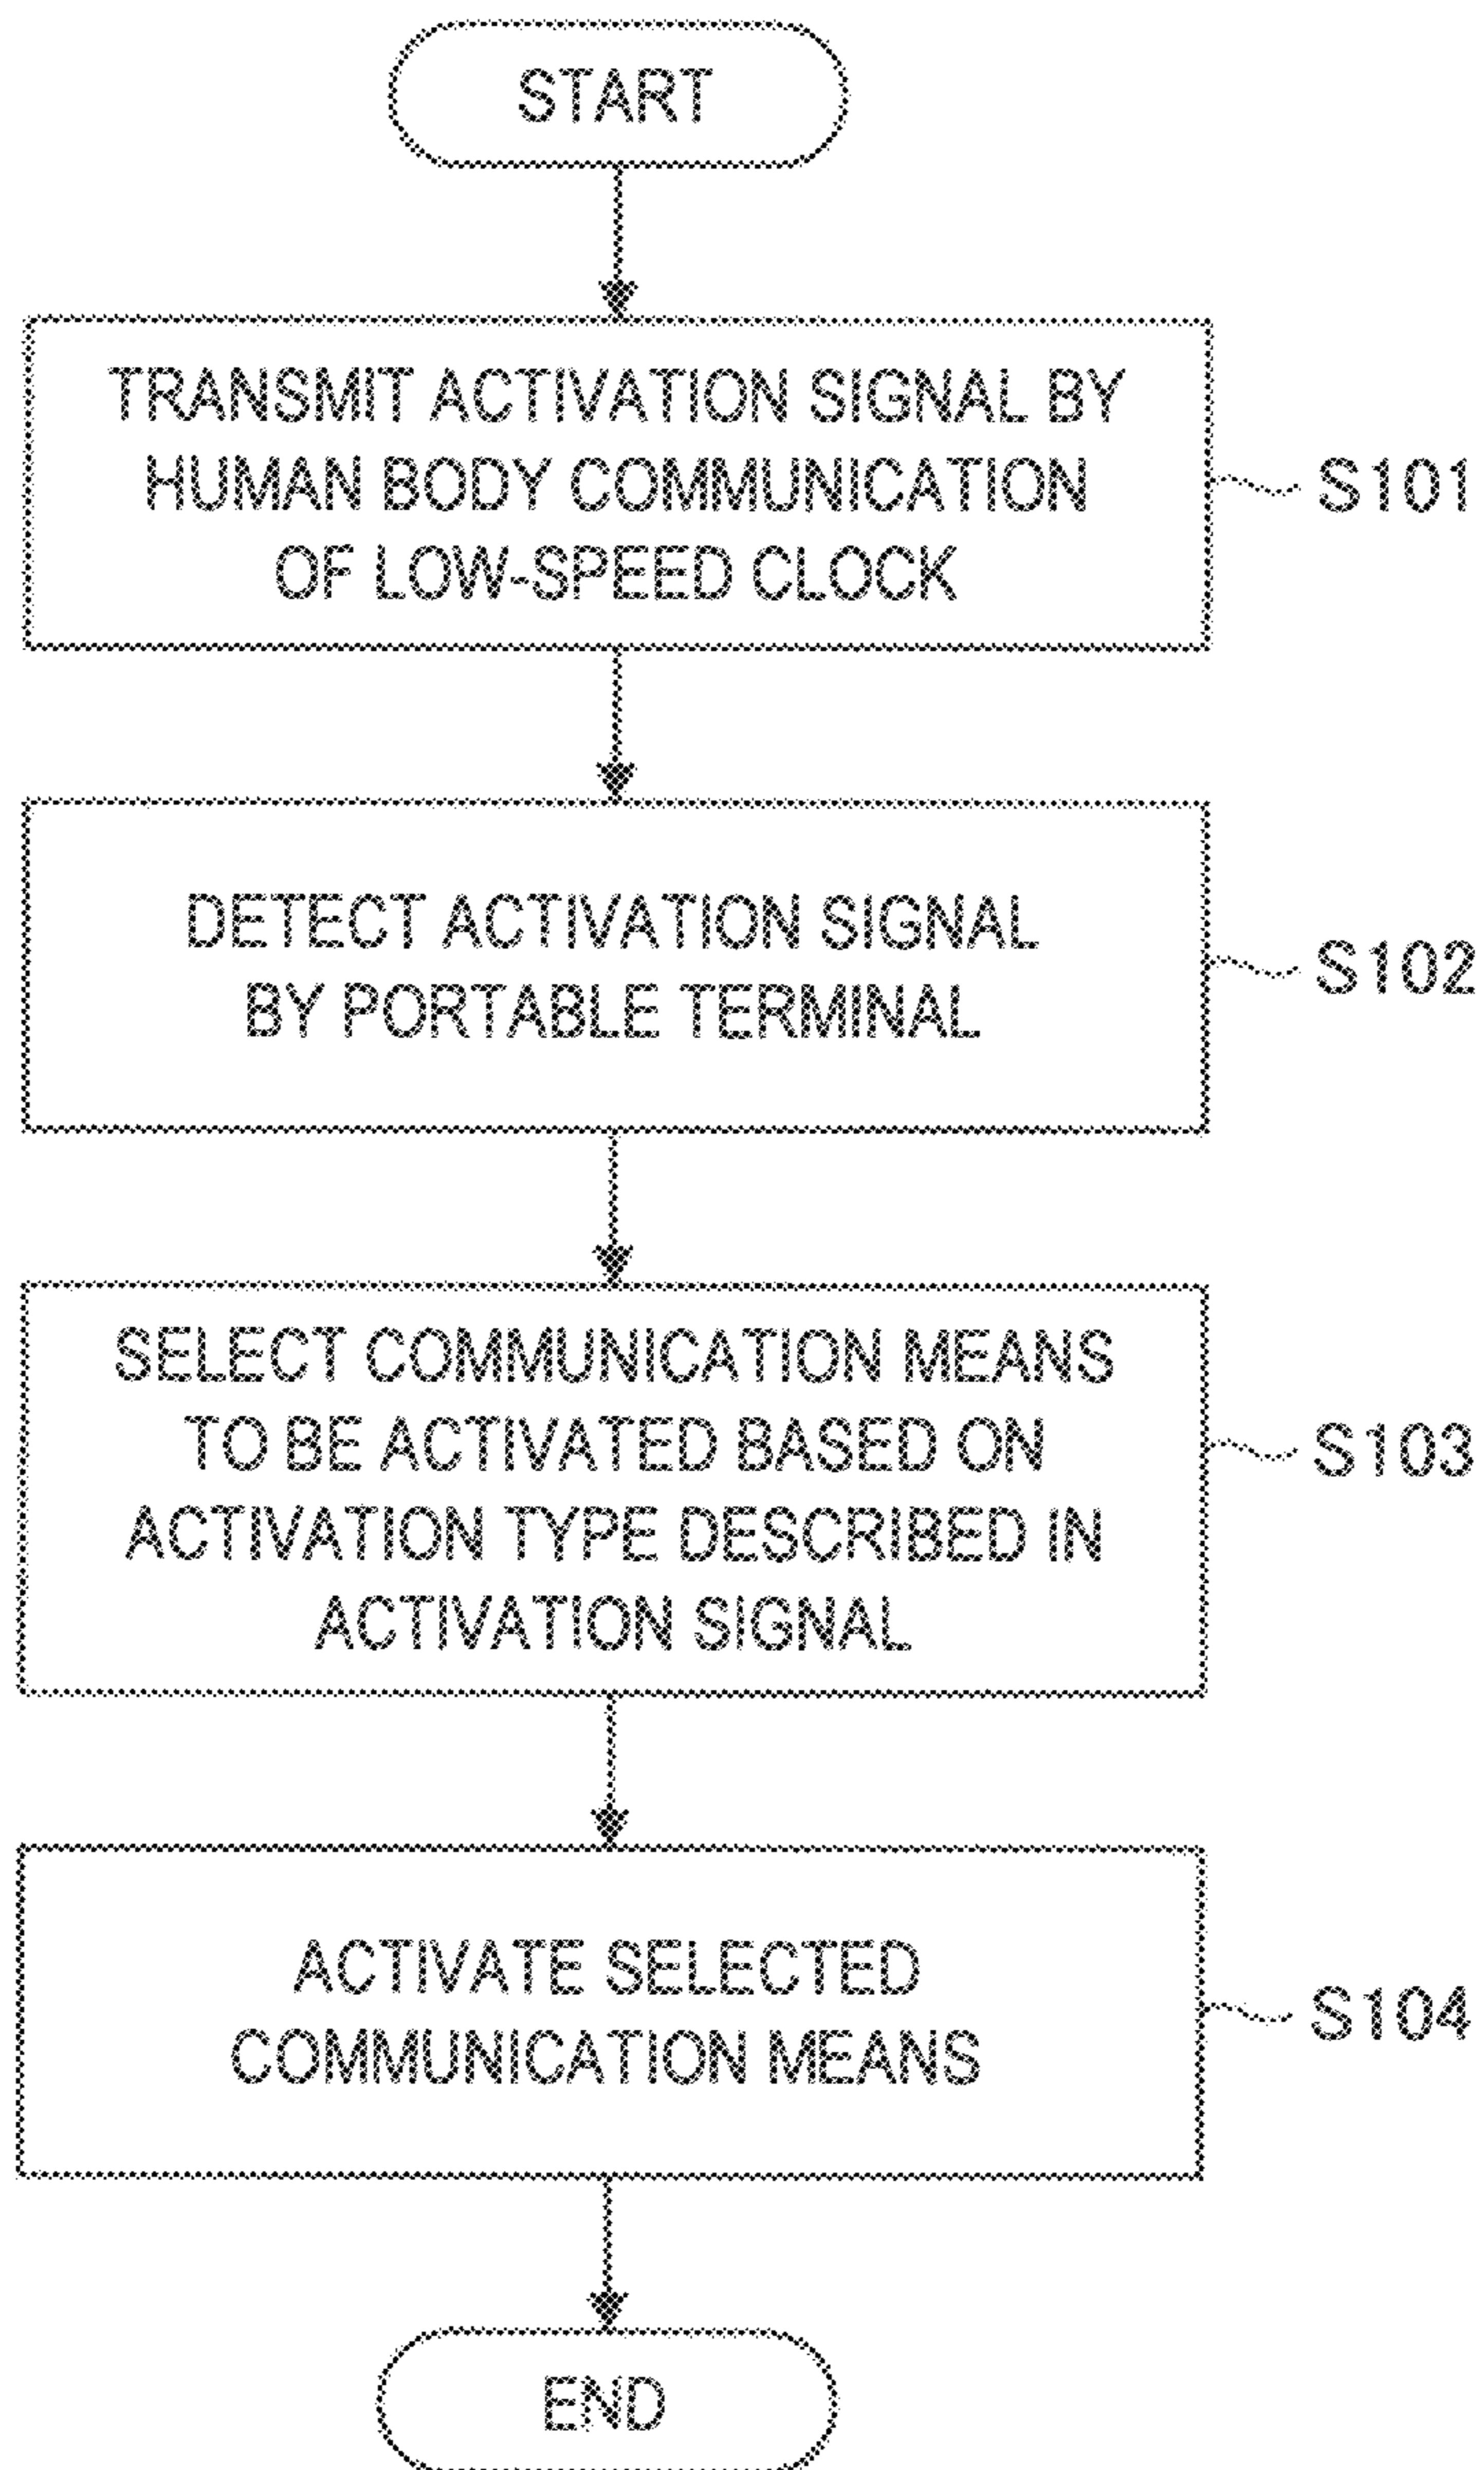 START
TRANSMIT ACTIVATION SIGNAL BY
HUMAN BODY COMMUNICATION
OF LOW-SPEED CLOCK
S101
DETECT ACTIVATION SIGNAL
BY PORTABLE TERMINAL
S102
SELECT COMMUNICATION MEANS
TO BE ACTIVATED BASED ON
ACTIVATION TYPE DESCRIBED IN
ACTIVATION SIGNAL
S103
ACTIVATE SELECTED
COMMUNICATION MEANS
S104
END